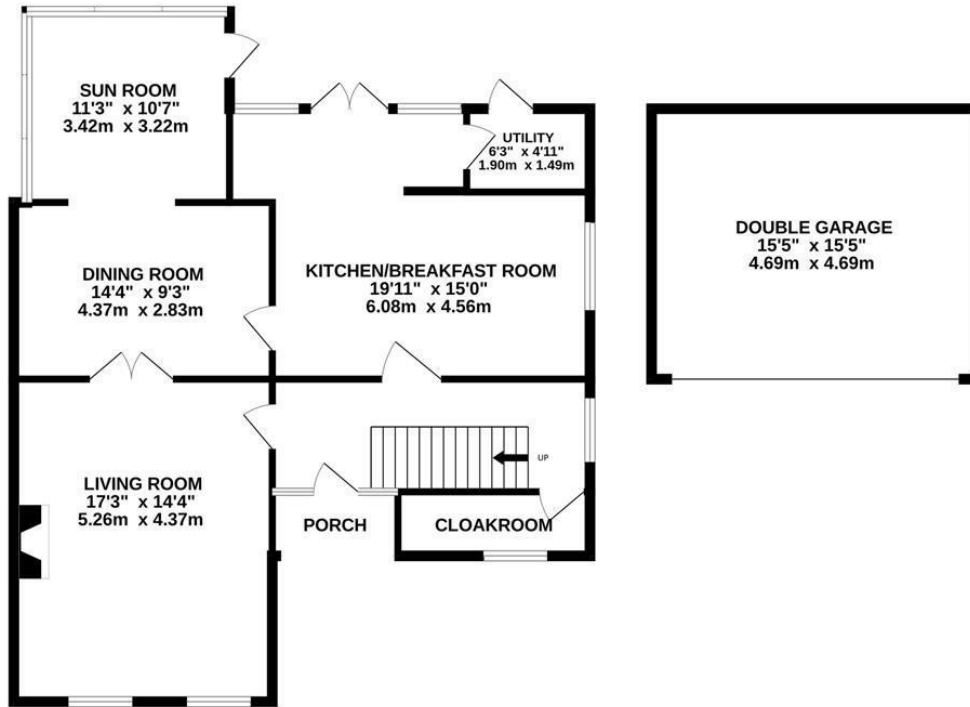 SUN ROOM
11'3" x 10'7"
3.42m x 3.22m
UTILITY
6'3" x 4'11"
1.90m x 1.49m
DOUBLE GARAGE
15'5" x 15'5"
4.69m x 4.69m
DINING ROOM
14'4" x 9'3"
4.37m x 2.83m
KITCHEN/BREAKFAST ROOM
19'11" x 15'0"
6.08m x 4.56m
UP
LIVING ROOM
17'3" x 14'4"
5.26m x 4.37m
PORCH
CLOAKROOM